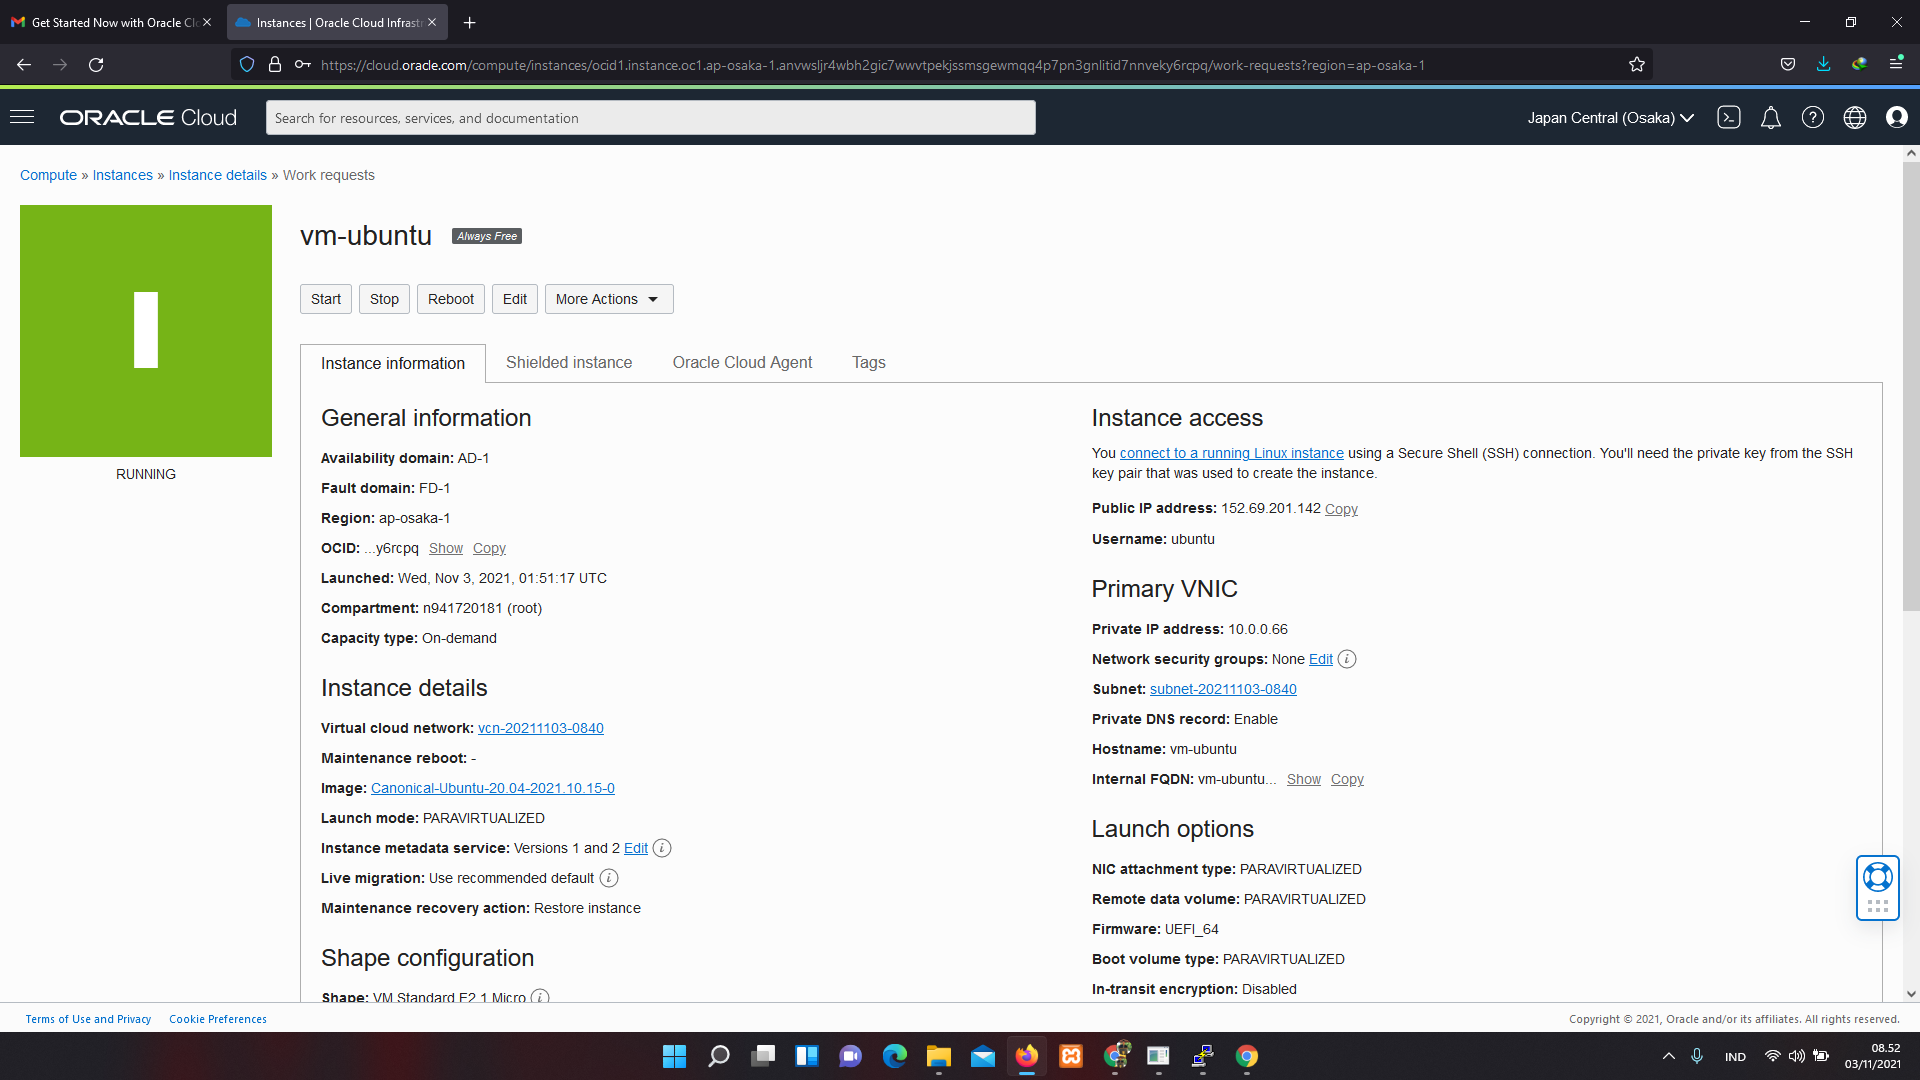 Get Started Now with Oracle Cl
Instances | Oracle Cloud Infrast
https://cloud.oracle.com/compute/instances/ocid1.instance.oc1.ap-osaka-1.anvwsljr4wbh2gic7wwvtpekjssmsgewmqq4p7pn3gnlitid7nnveky6rcpq/work-requests?region=ap-osaka-1
ORACLE Cloud
Search for resources, services, and documentation
Japan Central (Osaka)
Compute » Instances » Instance details » Work requests
vm-ubuntu Always Free
Start Stop Reboot Edit More Actions
RUNNING
Instance information Shielded instance Oracle Cloud Agent Tags
General information
Availability domain: AD-1
Fault domain: FD-1
Region: ap-osaka-1
OCID: ...y6rcpq Show Copy
Launched: Wed, Nov 3, 2021, 01:51:17 UTC
Compartment: n941720181 (root)
Capacity type: On-demand
Instance details
Virtual cloud network: vcn-20211103-0840
Maintenance reboot: -
Image: Canonical-Ubuntu-20.04-2021.10.15-0
Launch mode: PARAVIRTUALIZED
Instance metadata service: Versions 1 and 2 Edit
Live migration: Use recommended default
Maintenance recovery action: Restore instance
Shape configuration
Shape: VM.Standard.E2.1.Micro
Instance access
You connect to a running Linux instance using a Secure Shell (SSH) connection. You'll need the private key from the SSH
key pair that was used to create the instance.
Public IP address: 152.69.201.142 Copy
Username: ubuntu
Primary VNIC
Private IP address: 10.0.0.66
Network security groups: None Edit
Subnet: subnet-20211103-0840
Private DNS record: Enable
Hostname: vm-ubuntu
Internal FQDN: vm-ubuntu... Show Copy
Launch options
NIC attachment type: PARAVIRTUALIZED
Remote data volume: PARAVIRTUALIZED
Firmware: UEFI_64
Boot volume type: PARAVIRTUALIZED
In-transit encryption: Disabled
Terms of Use and Privacy Cookie Preferences
Copyright © 2021, Oracle and/or its affiliates. All rights reserved.
IND
08.52
03/11/2021